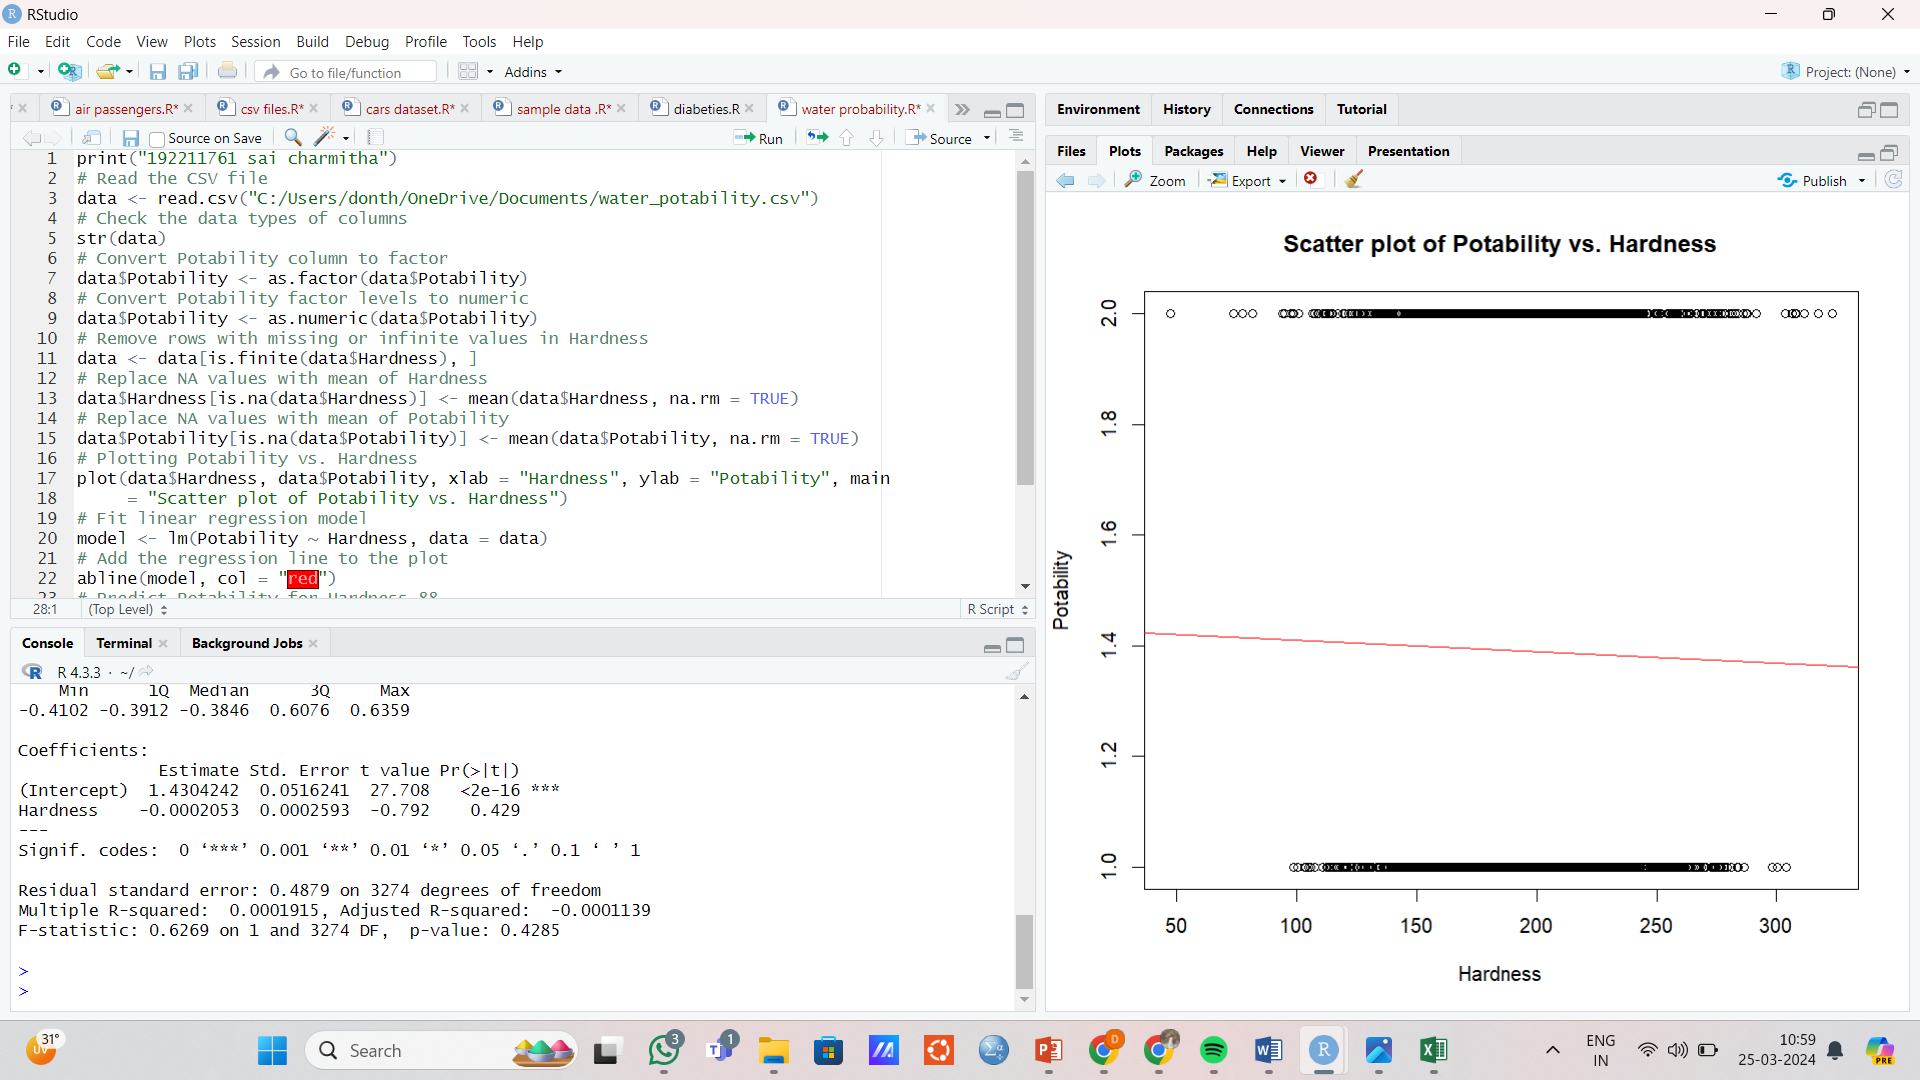 RStudio
File Edit Code View Plots Session Build Debug Profile Tools Help
Go to file/function Addins Project: (None)
air passengers.R* csv files.R* cars dataset.R* sample data .R* diabeties.R water probability.R*
Source on Save Run Source
1 print("192211761 sai charmitha")
2 # Read the CSV file
3 data <- read.csv("C:/Users/donth/OneDrive/Documents/water_potability.csv")
4 # Check the data types of columns
5 str(data)
6 # Convert Potability column to factor
7 data$Potability <- as.factor(data$Potability)
8 # Convert Potability factor levels to numeric
9 data$Potability <- as.numeric(data$Potability)
10 # Remove rows with missing or infinite values in Hardness
11 data <- data[is.finite(data$Hardness), ]
12 # Replace NA values with mean of Hardness
13 data$Hardness[is.na(data$Hardness)] <- mean(data$Hardness, na.rm = TRUE)
14 # Replace NA values with mean of Potability
15 data$Potability[is.na(data$Potability)] <- mean(data$Potability, na.rm = TRUE)
16 # Plotting Potability vs. Hardness
17 plot(data$Hardness, data$Potability, xlab = "Hardness", ylab = "Potability", main
18 = "Scatter plot of Potability vs. Hardness")
19 # Fit linear regression model
20 model <- lm(Potability ~ Hardness, data = data)
21 # Add the regression line to the plot
22 abline(model, col = "red")
23 # Predict Potability for Hardness 88
28:1 (Top Level) R Script
Console Terminal Background Jobs
R 4.3.3 · ~/
Min 1Q Median 3Q Max
-0.4102 -0.3912 -0.3846 0.6076 0.6359
Coefficients:
Estimate Std. Error t value Pr(>|t|)
(Intercept) 1.4304242 0.0516241 27.708 <2e-16 ***
Hardness -0.0002053 0.0002593 -0.792 0.429
---
Signif. codes: 0 ‘***’ 0.001 ‘**’ 0.01 ‘*’ 0.05 ‘.’ 0.1 ‘ ’ 1
Residual standard error: 0.4879 on 3274 degrees of freedom
Multiple R-squared: 0.0001915, Adjusted R-squared: -0.0001139
F-statistic: 0.6269 on 1 and 3274 DF, p-value: 0.4285
>
>
Environment History Connections Tutorial
Files Plots Packages Help Viewer Presentation
Zoom Export Publish
Scatter plot of Potability vs. Hardness
2.0
1.8
1.6
1.4
1.2
1.0
Potability
50 100 150 200 250 300
Hardness
31°
UV
Search
3
1
D
ENG
IN
10:59
25-03-2024
PRE